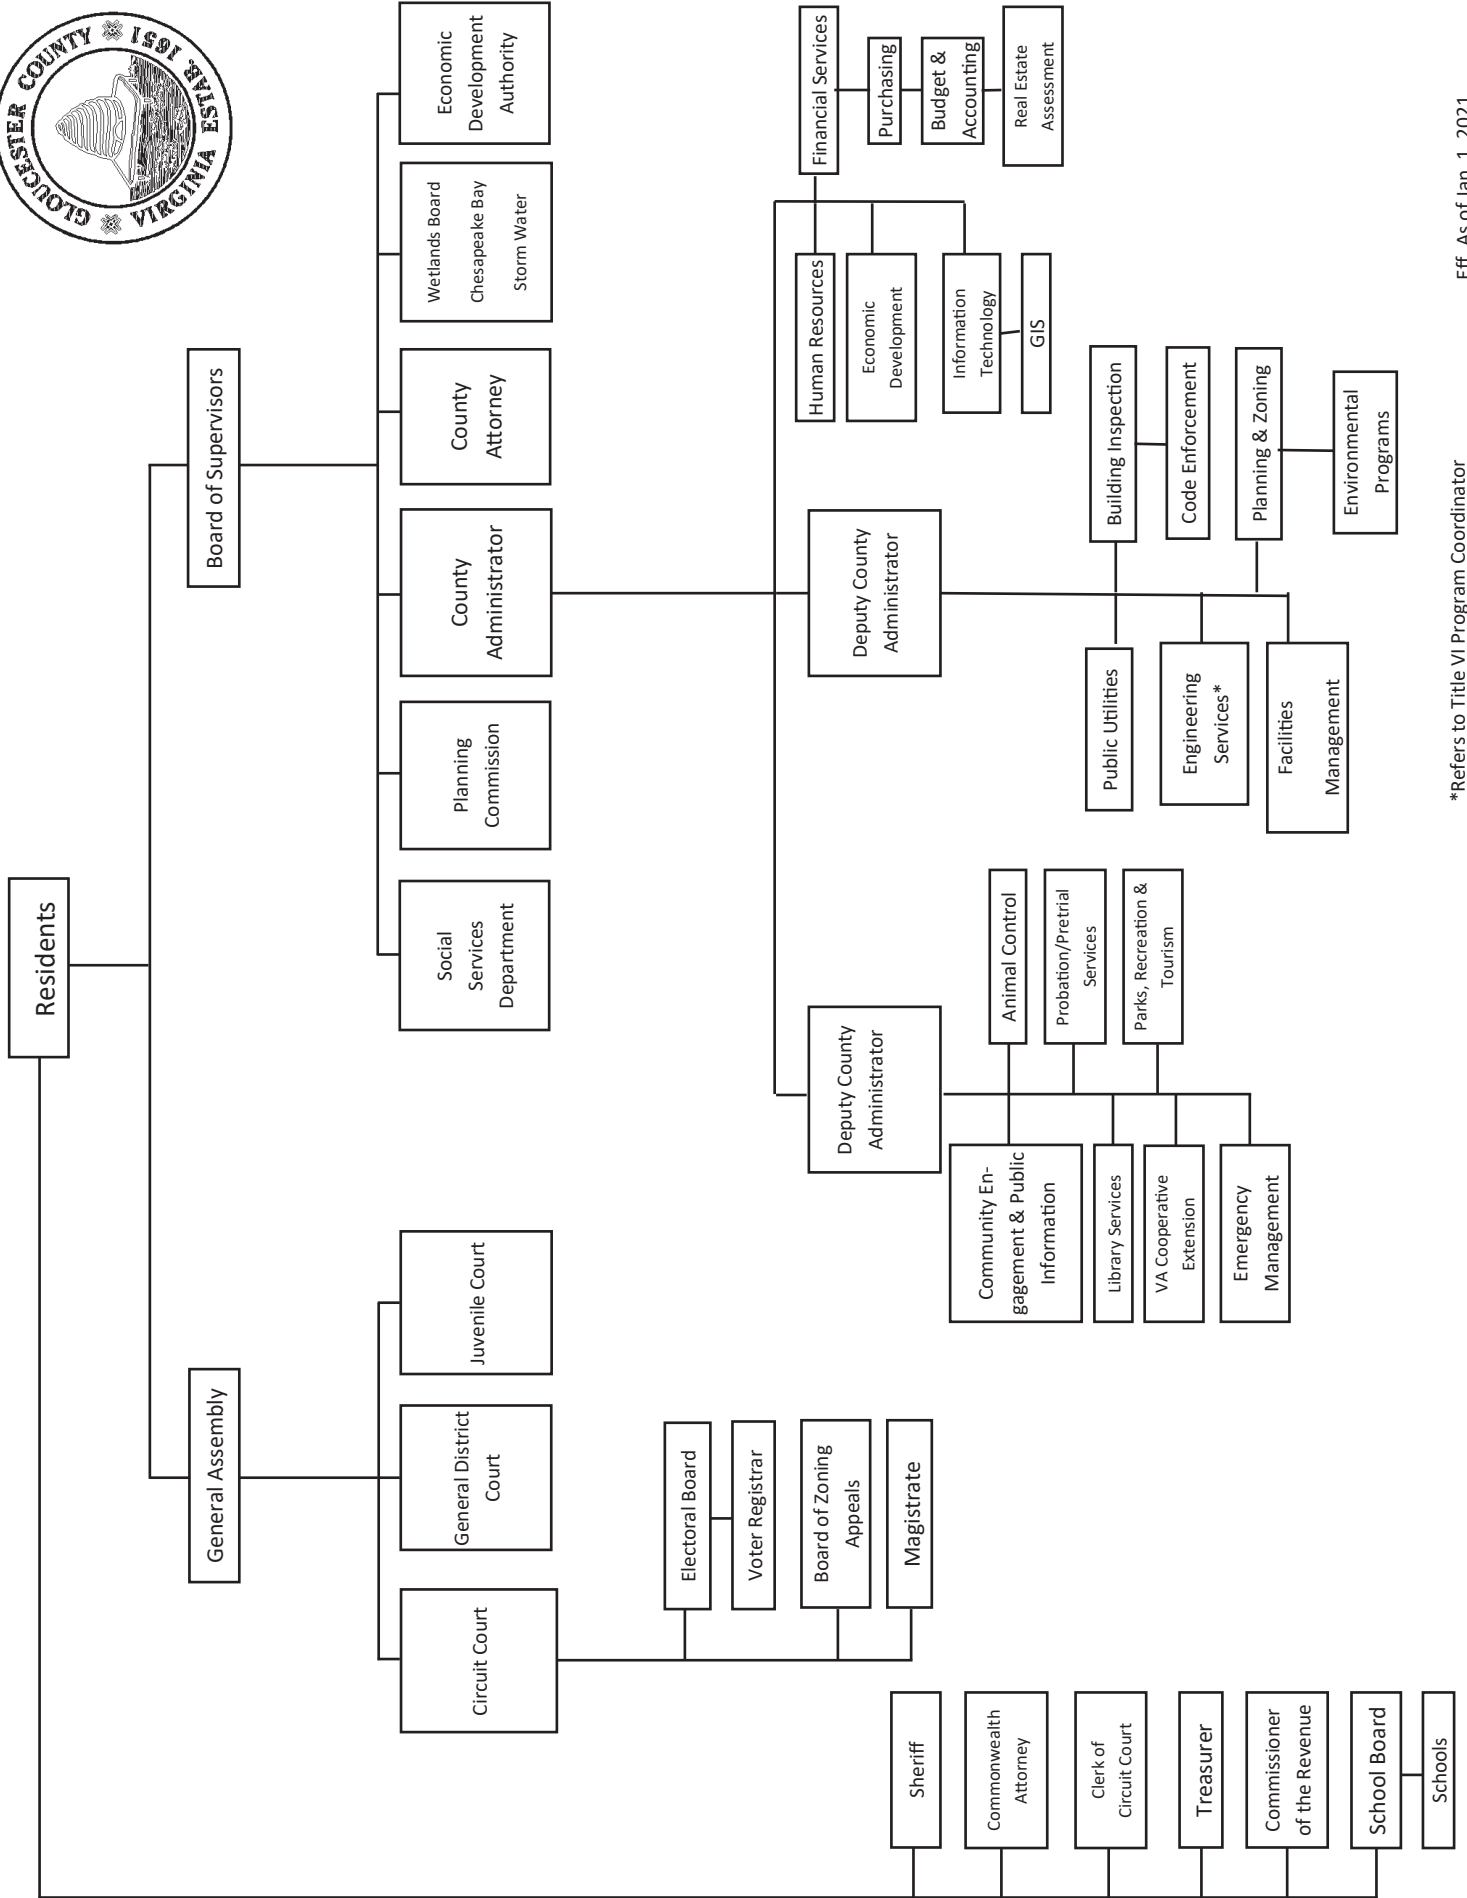 GLOUCESTER COUNTY
VIRGINIA ESTAB. 1651
Residents
General Assembly
Board of Supervisors
Circuit Court
General District
Court
Juvenile Court
Social
Services
Department
Planning
Commission
County
Administrator
County
Attorney
Wetlands Board
Chesapeake Bay
Storm Water
Economic
Development
Authority
Electoral Board
Voter Registrar
Board of Zoning
Appeals
Magistrate
Deputy County
Administrator
Community En-
gagement & Public
Information
Library Services
VA Cooperative
Extension
Emergency
Management
Animal Control
Probation/Pretrial
Services
Parks, Recreation &
Tourism
Deputy County
Administrator
Public Utilities
Engineering
Services*
Facilities
Management
Building Inspection
Code Enforcement
Planning & Zoning
Environmental
Programs
Human Resources
Economic
Development
Information
Technology
GIS
Financial Services
Purchasing
Budget &
Accounting
Real Estate
Assessment
Sheriff
Commonwealth
Attorney
Clerk of
Circuit Court
Treasurer
Commissioner
of the Revenue
School Board
Schools
*Refers to Title VI Program Coordinator
Eff. As of Jan. 1, 2021